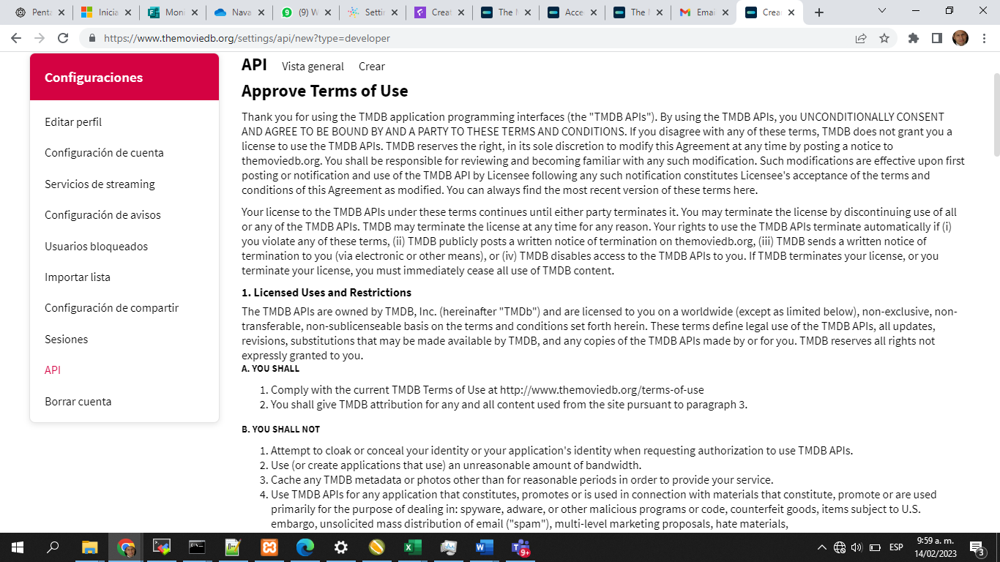 Penta
Inicia
Moni
Nava
(9) W
Settin
Creat
The M
Acce
The M
Emai
Crea
https://www.themoviedb.org/settings/api/new?type=developer
Configuraciones
Editar perfil
Configuración de cuenta
Servicios de streaming
Configuración de avisos
Usuarios bloqueados
Importar lista
Configuración de compartir
Sesiones
API
Borrar cuenta
API Vista general Crear
Approve Terms of Use
Thank you for using the TMDB application programming interfaces (the "TMDB APIs"). By using the TMDB APIs, you UNCONDITIONALLY CONSENT
AND AGREE TO BE BOUND BY AND A PARTY TO THESE TERMS AND CONDITIONS. If you disagree with any of these terms, TMDB does not grant you a
license to use the TMDB APIs. TMDB reserves the right, in its sole discretion to modify this Agreement at any time by posting a notice to
themoviedb.org. You shall be responsible for reviewing and becoming familiar with any such modification. Such modifications are effective upon first
posting or notification and use of the TMDB API by Licensee following any such notification constitutes Licensee's acceptance of the terms and
conditions of this Agreement as modified. You can always find the most recent version of these terms here.
Your license to the TMDB APIs under these terms continues until either party terminates it. You may terminate the license by discontinuing use of all
or any of the TMDB APIs. TMDB may terminate the license at any time for any reason. Your rights to use the TMDB APIs terminate automatically if (i)
you violate any of these terms, (ii) TMDB publicly posts a written notice of termination on themoviedb.org, (iii) TMDB sends a written notice of
termination to you (via electronic or other means), or (iv) TMDB disables access to the TMDB APIs to you. If TMDB terminates your license, or you
terminate your license, you must immediately cease all use of TMDB content.
1. Licensed Uses and Restrictions
The TMDB APIs are owned by TMDB, Inc. (hereinafter "TMDb") and are licensed to you on a worldwide (except as limited below), non-exclusive, non-
transferable, non-sublicenseable basis on the terms and conditions set forth herein. These terms define legal use of the TMDB APIs, all updates,
revisions, substitutions that may be made available by TMDB, and any copies of the TMDB APIs made by or for you. TMDB reserves all rights not
expressly granted to you.
A. YOU SHALL
1. Comply with the current TMDB Terms of Use at http://www.themoviedb.org/terms-of-use
2. You shall give TMDB attribution for any and all content used from the site pursuant to paragraph 3.
B. YOU SHALL NOT
1. Attempt to cloak or conceal your identity or your application's identity when requesting authorization to use TMDB APIs.
2. Use (or create applications that use) an unreasonable amount of bandwidth.
3. Cache any TMDB metadata or photos other than for reasonable periods in order to provide your service.
4. Use TMDB APIs for any application that constitutes, promotes or is used in connection with materials that constitute, promote or are used
primarily for the purpose of dealing in: spyware, adware, or other malicious programs or code, counterfeit goods, items subject to U.S.
embargo, unsolicited mass distribution of email ("spam"), multi-level marketing proposals, hate materials,
9+
ESP
9:59 a. m.
14/02/2023
3